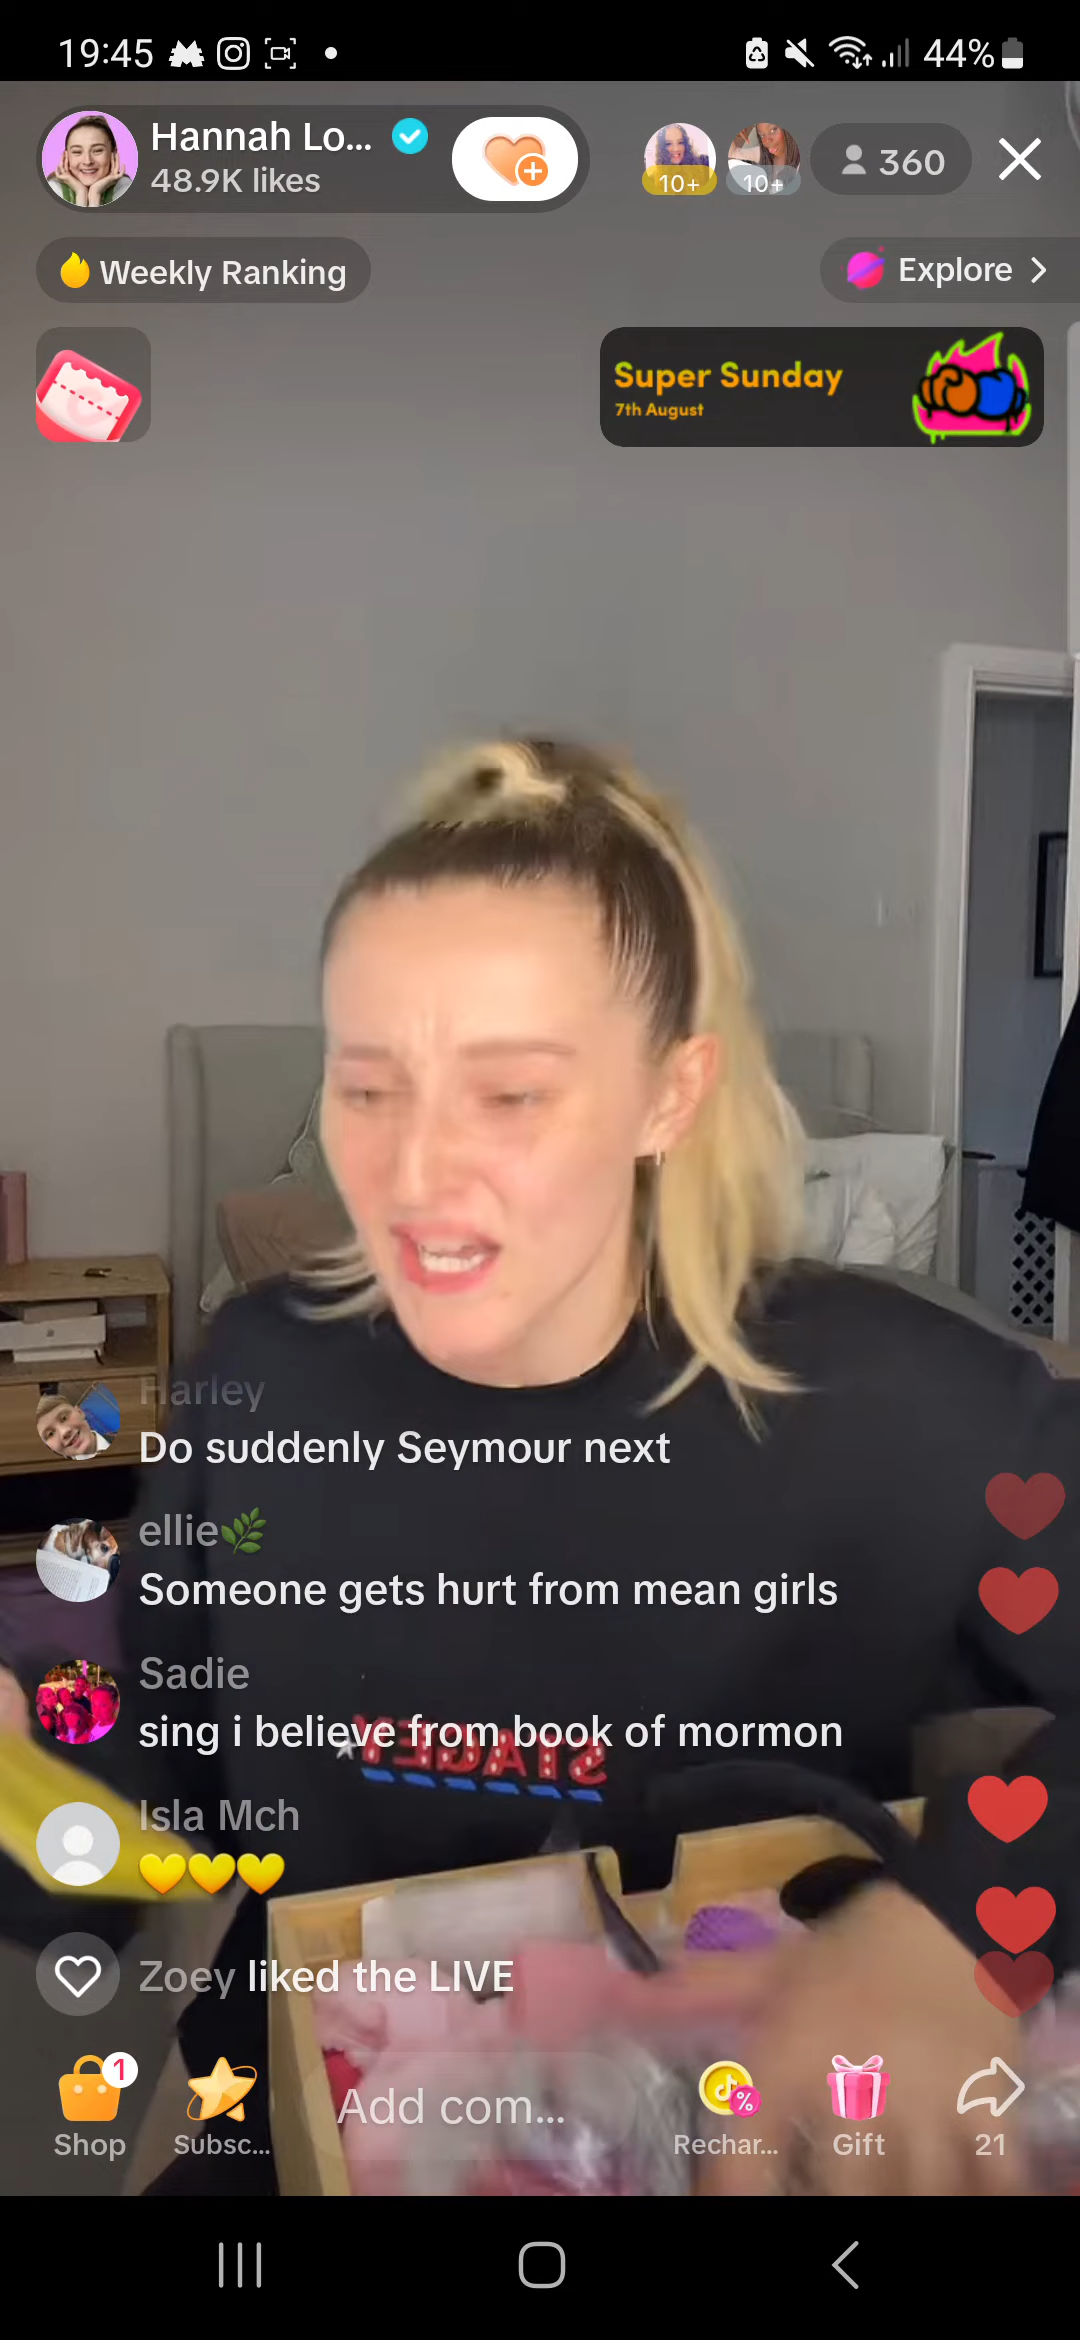 19:45
44%
Hannah Lo...
48.9K likes
10+
10+
360
Weekly Ranking
Explore
Super Sunday
7th August
Harley
Do suddenly Seymour next
ellie🌿
Someone gets hurt from mean girls
Sadie
sing i believe from book of mormon
STAGEY
Isla Mch
💛💛💛
Zoey liked the LIVE
1
Shop
Subsc...
Add com...
%
Rechar...
Gift
21